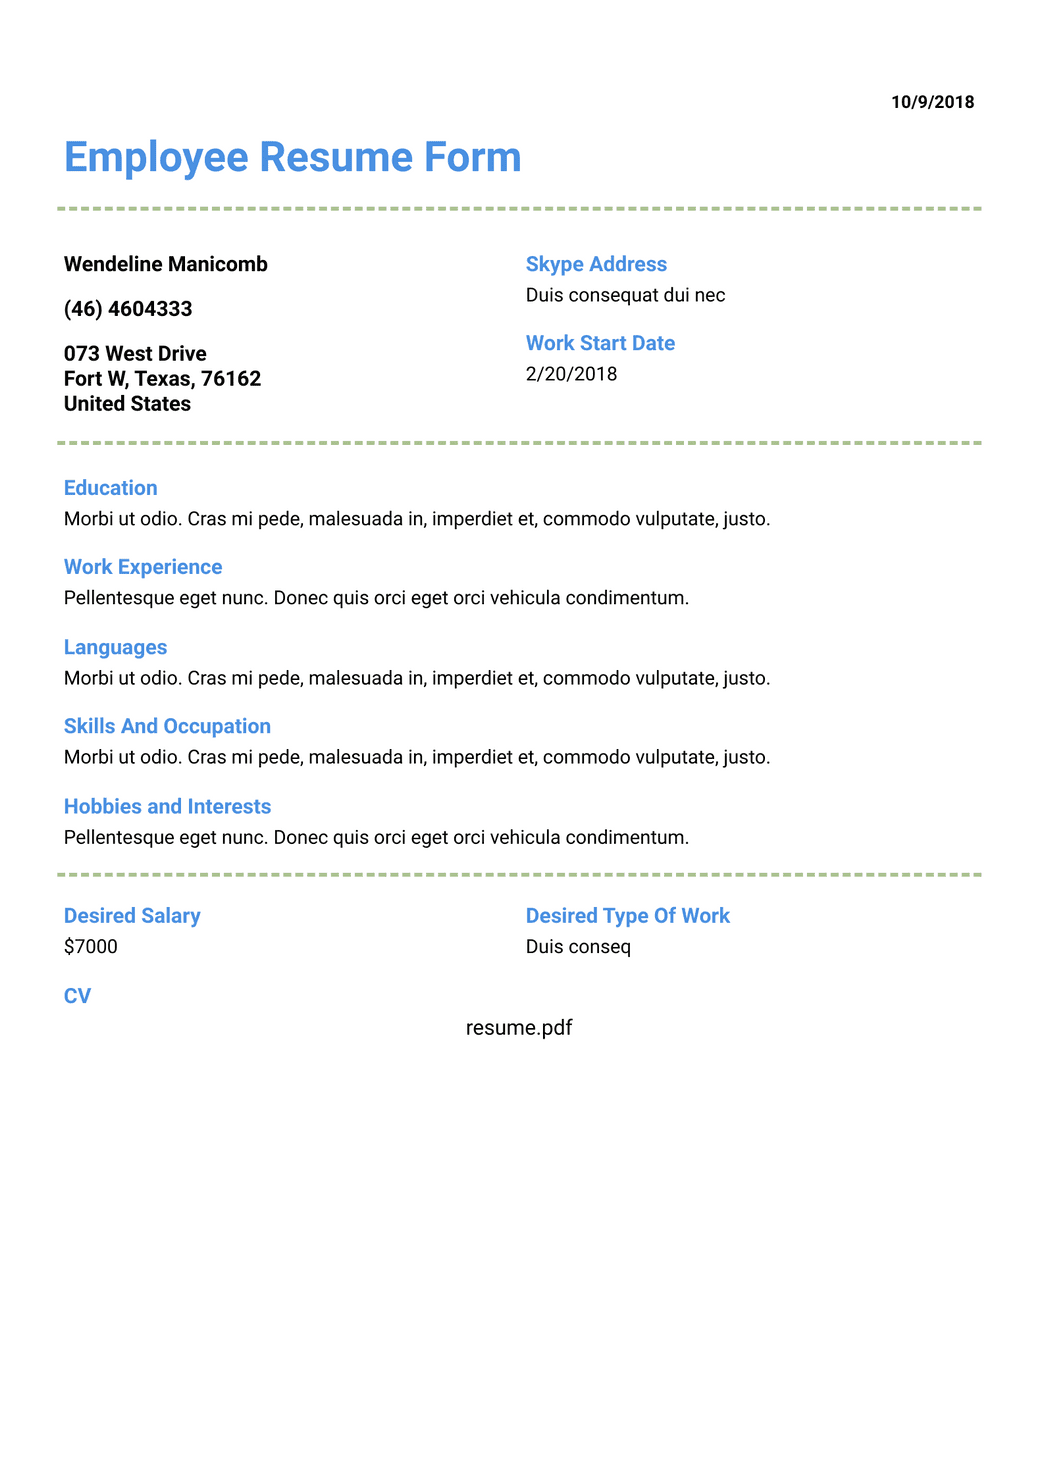 10/9/2018
Employee Resume Form
Wendeline Manicomb
(46) 4604333
073 West Drive
Fort W, Texas, 76162
United States
Skype Address
Duis consequat dui nec
Work Start Date
2/20/2018
Education
Morbi ut odio. Cras mi pede, malesuada in, imperdiet et, commodo vulputate, justo.
Work Experience
Pellentesque eget nunc. Donec quis orci eget orci vehicula condimentum.
Languages
Morbi ut odio. Cras mi pede, malesuada in, imperdiet et, commodo vulputate, justo.
Skills And Occupation
Morbi ut odio. Cras mi pede, malesuada in, imperdiet et, commodo vulputate, justo.
Hobbies and Interests
Pellentesque eget nunc. Donec quis orci eget orci vehicula condimentum.
Desired Salary
$7000
Desired Type Of Work
Duis conseq
CV
resume.pdf